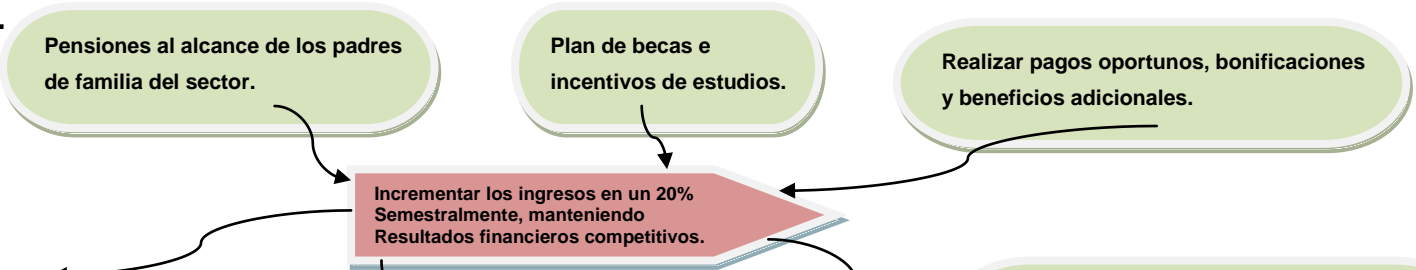 Pensiones al alcance de los padres
de familia del sector.
Plan de becas e
incentivos de estudios.
Realizar pagos oportunos, bonificaciones
y beneficios adicionales.
Incrementar los ingresos en un 20%
Semestralmente, manteniendo
Resultados financieros competitivos.